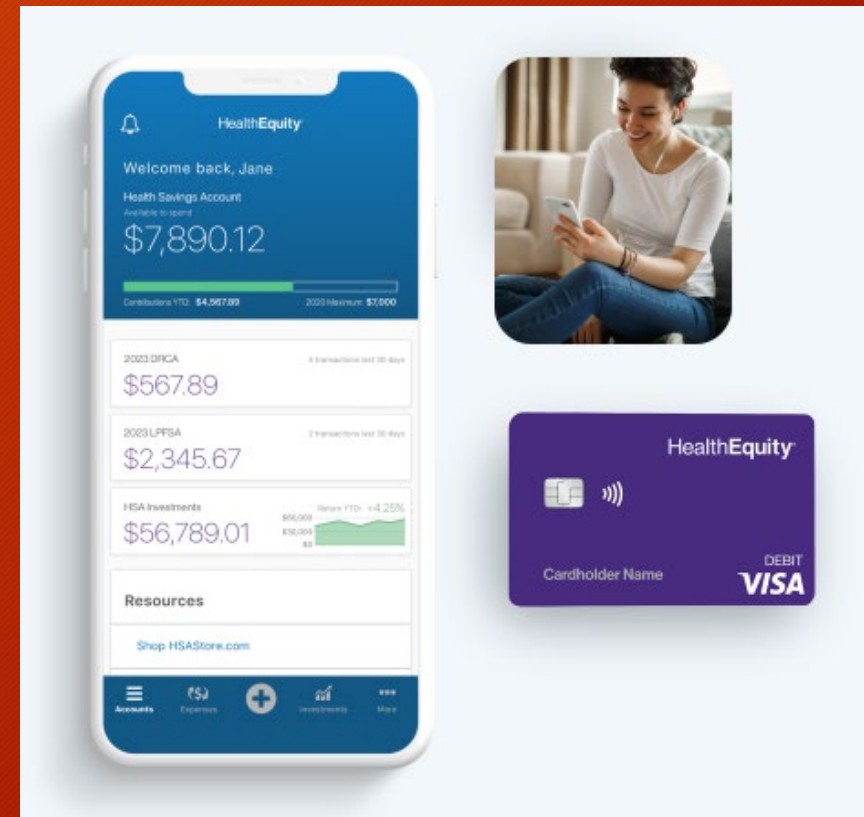 HealthEquity
Welcome back, Jane
Health Savings Account
Available to spend
$7,890.12
Contributions YTD: $4,567.89 2020 Maximum: $7,000
2023 DRCA 4 transactions last 30 days
$567.89
2023 LPFSA 2 transactions last 30 days
$2,345.67
HSA Investments Return YTD: +4.25%
$56,789.01
$60,000
$30,000
$0
Resources
Shop HSAStore.com
Accounts Expenses Investments More
HealthEquity
Cardholder Name
DEBIT
VISA